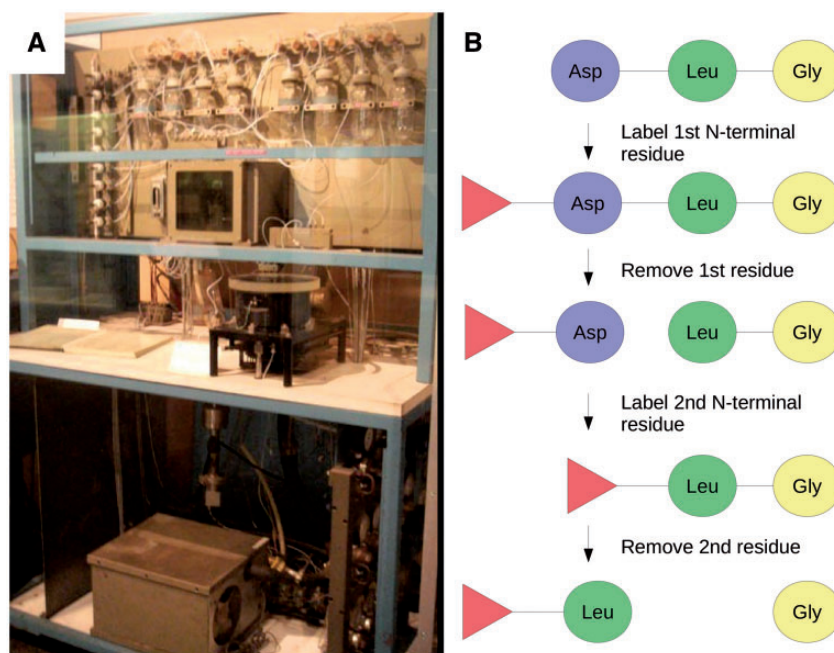 A
B
Asp Leu Gly
Label 1st N-terminal
residue
Asp Leu Gly
Remove 1st residue
Asp Leu Gly
Label 2nd N-terminal
residue
Leu Gly
Remove 2nd residue
Leu Gly